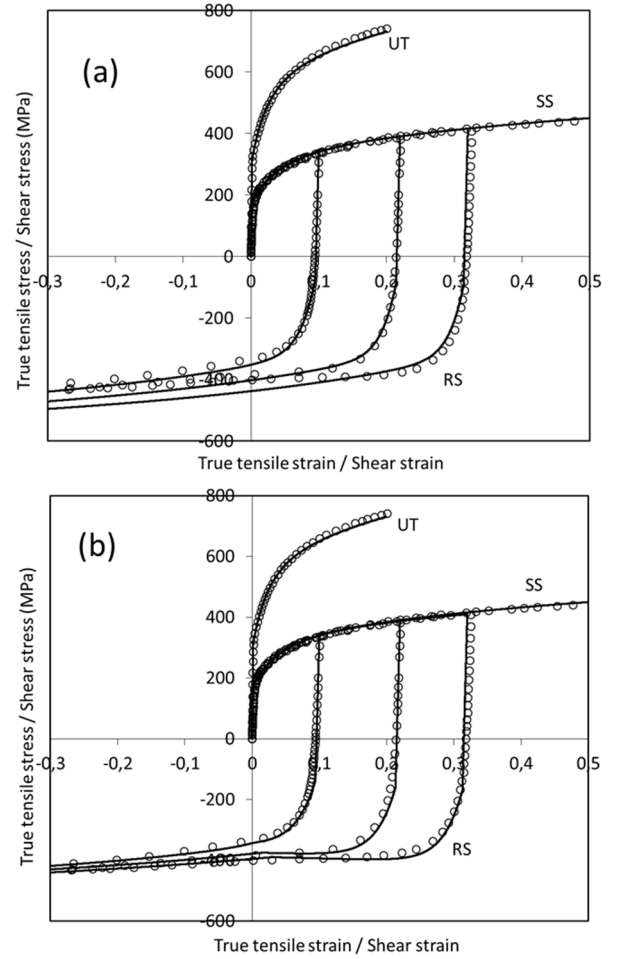 800
UT
(a)
600
SS
400
200
0
-0,3
-0,2
-0,1
0
0,1
0,2
0,3
0,4
0,5
-200
-400
RS
-600
True tensile stress / Shear stress (MPa)
True tensile strain / Shear strain
800
UT
(b)
600
SS
400
200
0
-0,3
-0,2
-0,1
0
0,1
0,2
0,3
0,4
0,5
-200
-400
RS
-600
True tensile stress / Shear stress (MPa)
True tensile strain / Shear strain